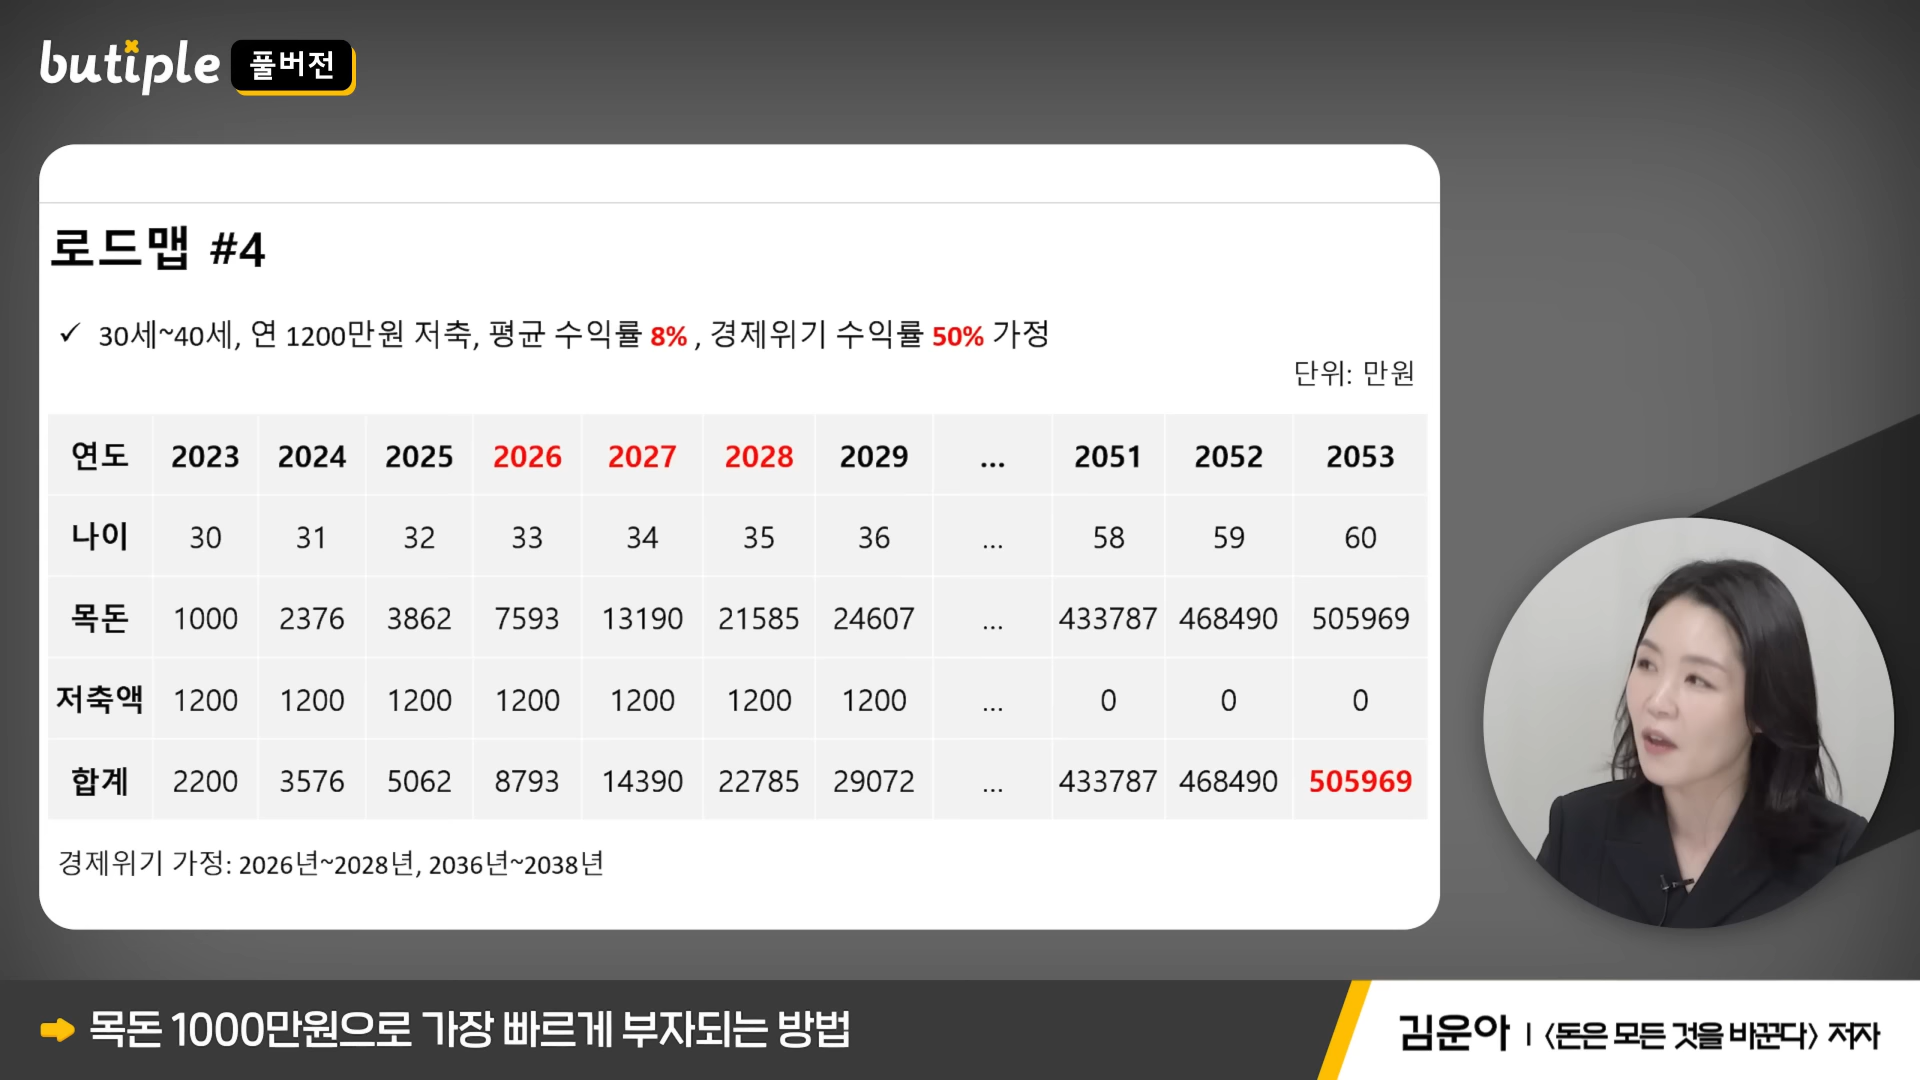 butiple 풀버전
로드맵 #4
✓ 30세~40세, 연 1200만원 저축, 평균 수익률 8% , 경제위기 수익률 50% 가정
단위: 만원
연도 2023 2024 2025 2026 2027 2028 2029 ... 2051 2052 2053
나이 30 31 32 33 34 35 36 ... 58 59 60
목돈 1000 2376 3862 7593 13190 21585 24607 ... 433787 468490 505969
저축액 1200 1200 1200 1200 1200 1200 1200 ... 0 0 0
합계 2200 3576 5062 8793 14390 22785 29072 ... 433787 468490 505969
경제위기 가정: 2026년~2028년, 2036년~2038년
목돈 1000만원으로 가장 빠르게 부자되는 방법
김운아 | <돈은 모든 것을 바꾼다> 저자